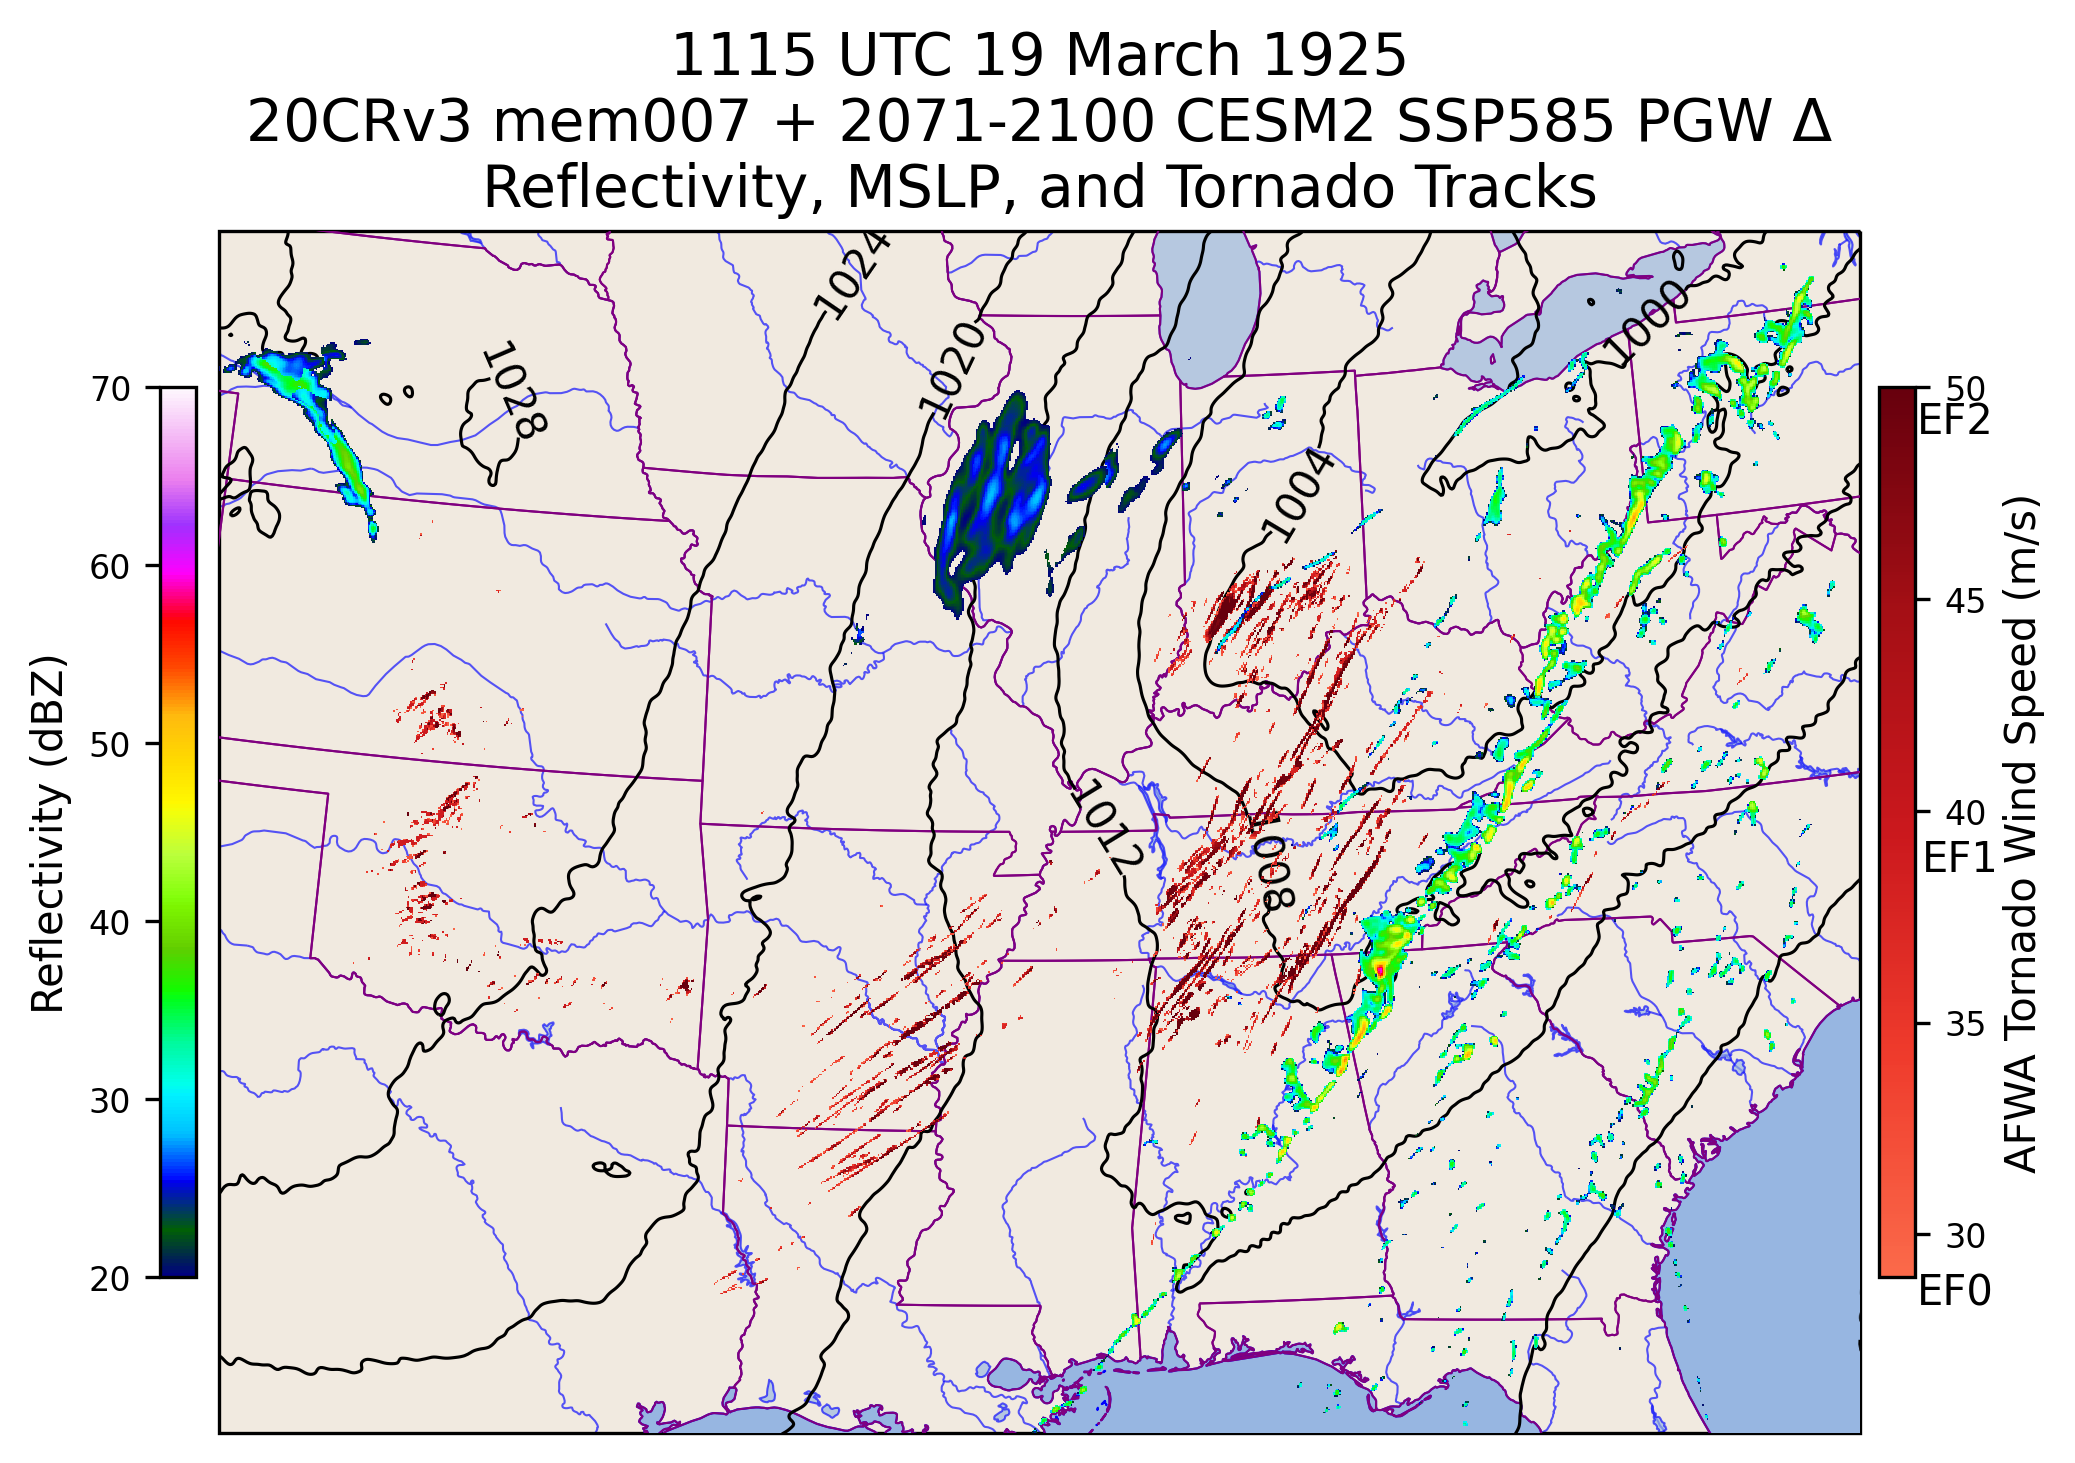 1115 UTC 19 March 1925
20CRv3 mem007 + 2071-2100 CESM2 SSP585 PGW Δ
Reflectivity, MSLP, and Tornado Tracks
Reflectivity (dBZ)
70
60
50
40
30
20
1024
1020
1028
1000
1004
1012
1008
50
EF2
45
40
EF1
35
30
EF0
AFWA Tornado Wind Speed (m/s)